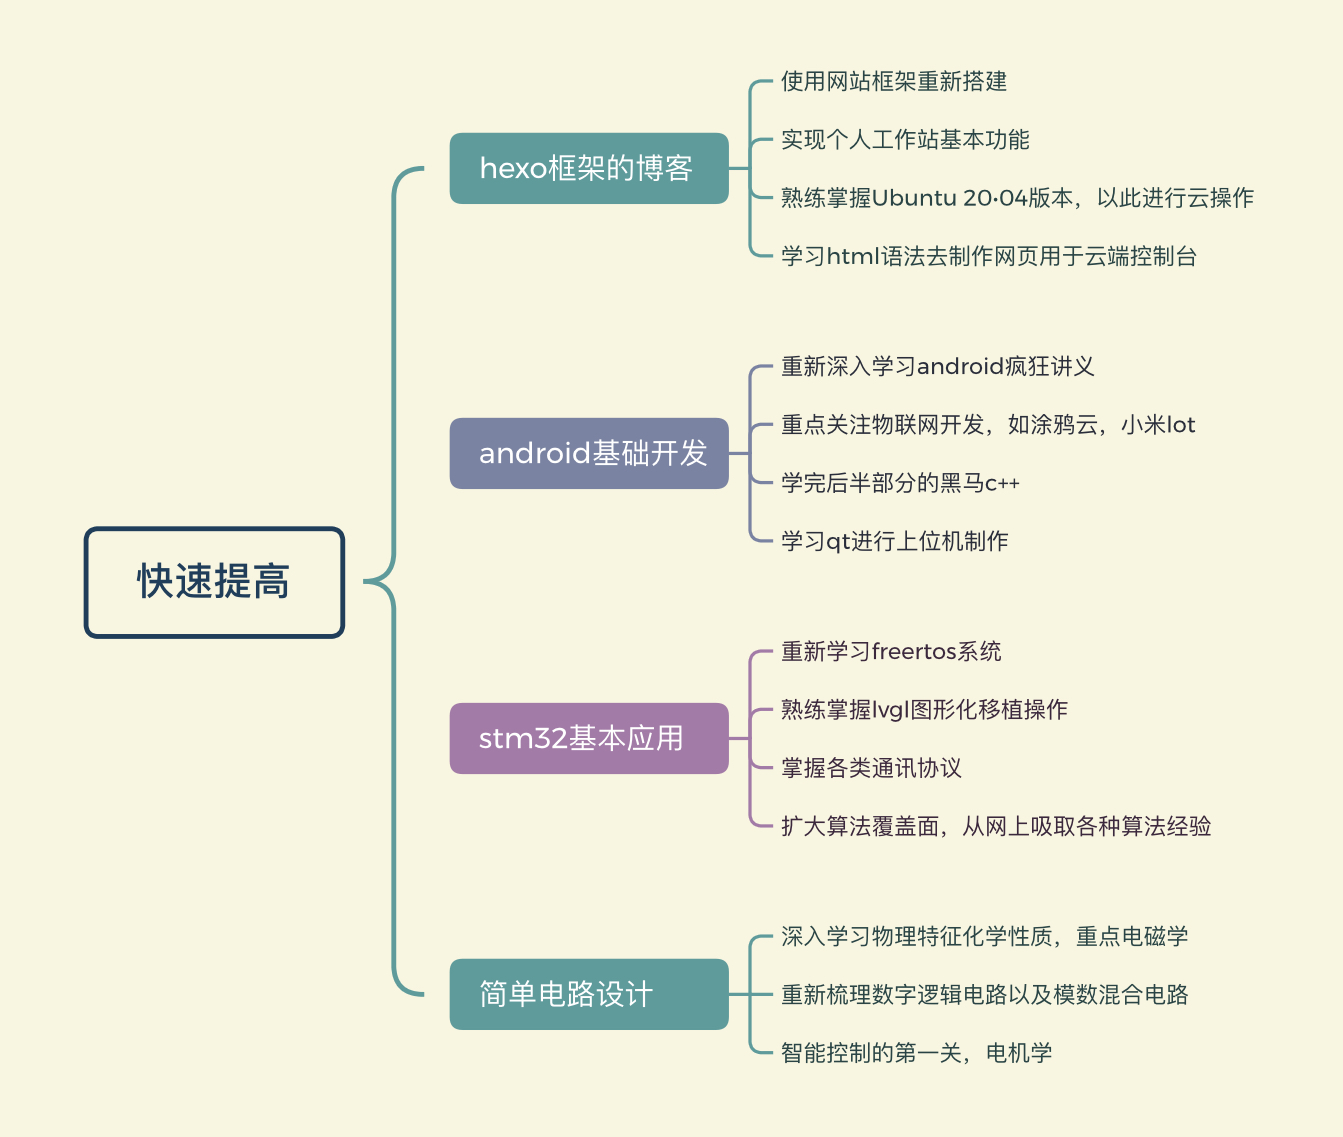 快速提高
hexo框架的博客
使用网站框架重新搭建
实现个人工作站基本功能
熟练掌握Ubuntu 20·04版本，以此进行云操作
学习html语法去制作网页用于云端控制台
android基础开发
重新深入学习android疯狂讲义
重点关注物联网开发，如涂鸦云，小米Iot
学完后半部分的黑马c++
学习qt进行上位机制作
stm32基本应用
重新学习freertos系统
熟练掌握lvgl图形化移植操作
掌握各类通讯协议
扩大算法覆盖面，从网上吸取各种算法经验
简单电路设计
深入学习物理特征化学性质，重点电磁学
重新梳理数字逻辑电路以及模数混合电路
智能控制的第一关，电机学